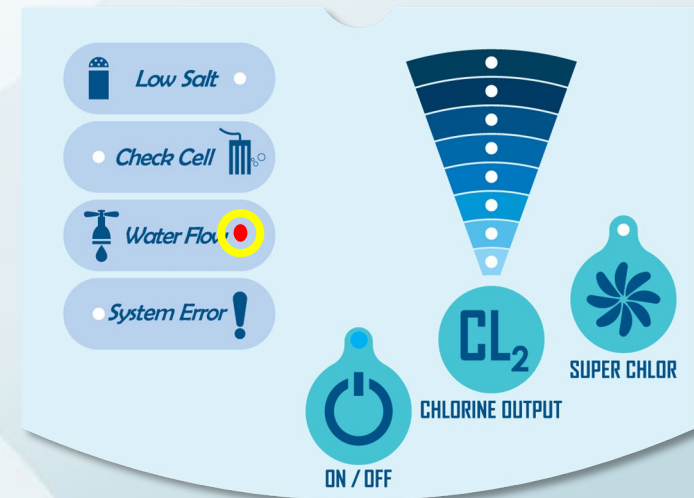 Low Salt
Check Cell
Water Flow
System Error
CL2
CHLORINE OUTPUT
SUPER CHLOR
ON / OFF